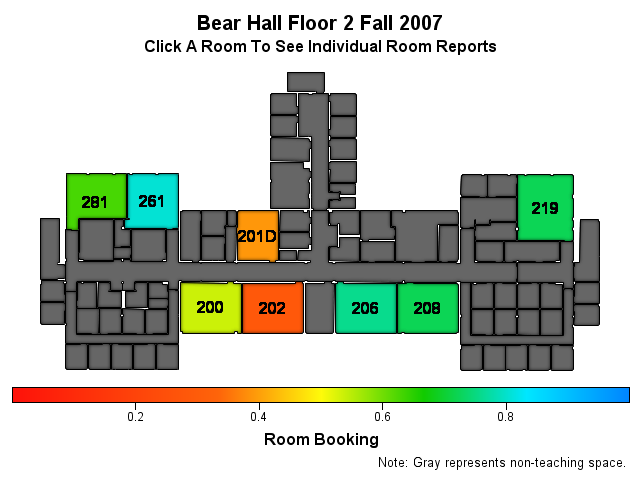 Bear Hall Floor 2 Fall 2007
Click A Room To See Individual Room Reports
281
261
219
201D
200
202
206
208
0.2
0.4
0.6
0.8
Room Booking
Note: Gray represents non-teaching space.